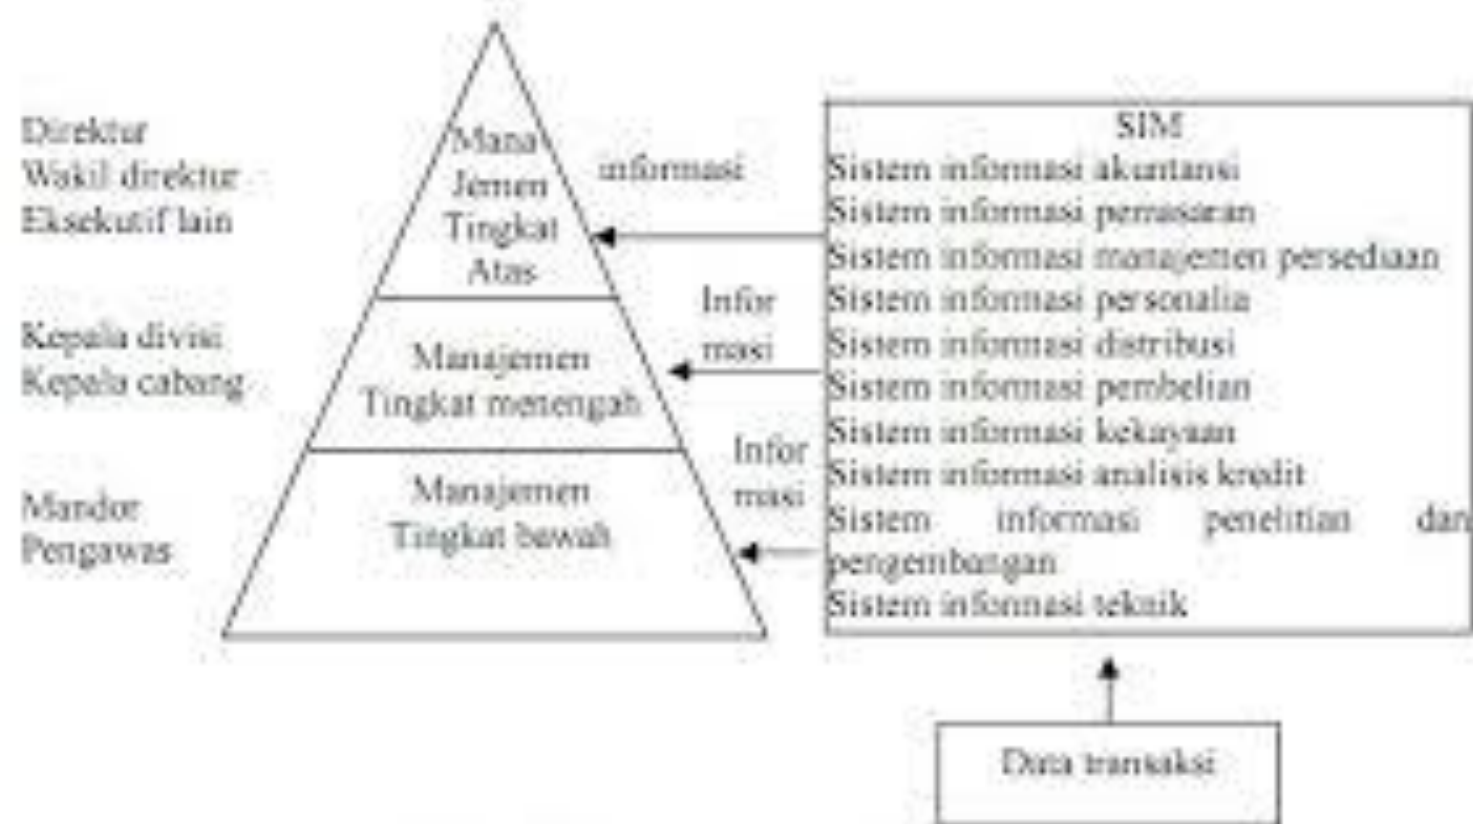 Direktur
Wakil direktur
Eksekutif lain
Mana
Jemen
Tingkat
Atas
informasi
Kepala divisi
Kepala cabang
Manajemen
Tingkat menengah
Infor
masi
Mandor
Pengawas
Manajemen
Tingkat bawah
Infor
masi
SIM
Sistem informasi akuntansi
Sistem informasi pemasaran
Sistem informasi manajemen persediaan
Sistem informasi personalia
Sistem informasi distribusi
Sistem informasi pembelian
Sistem informasi kekayaan
Sistem informasi analisis kredit
Sistem informasi penelitian dan
pengembangan
Sistem informasi teknik
Data transaksi